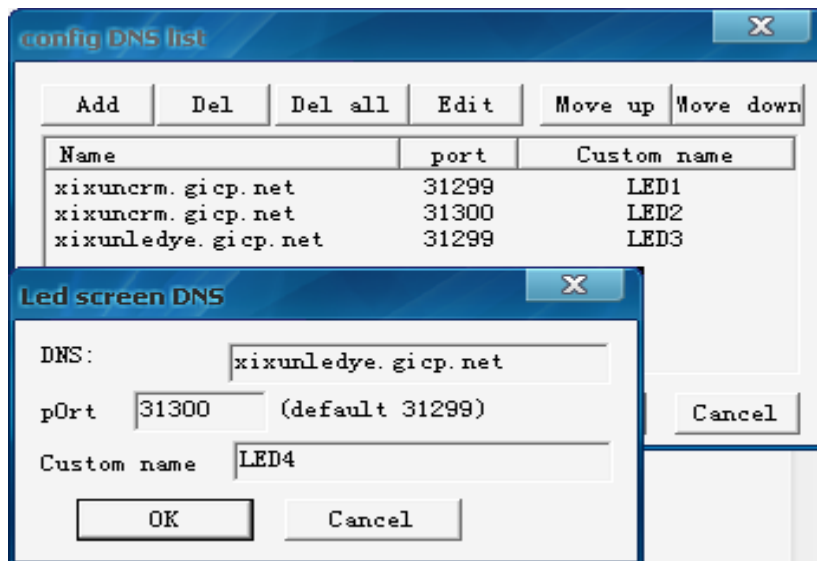 config DNS list
Add Del Del all Edit Move up Move down
Name port Custom name
xixuncrm.gicp.net 31299 LED1
xixuncrm.gicp.net 31300 LED2
xixunledye.gicp.net 31299 LED3
Led screen DNS
DNS: xixunledye.gicp.net
pOrt 31300 (default 31299)
Cancel
Custom name LED4
OK Cancel